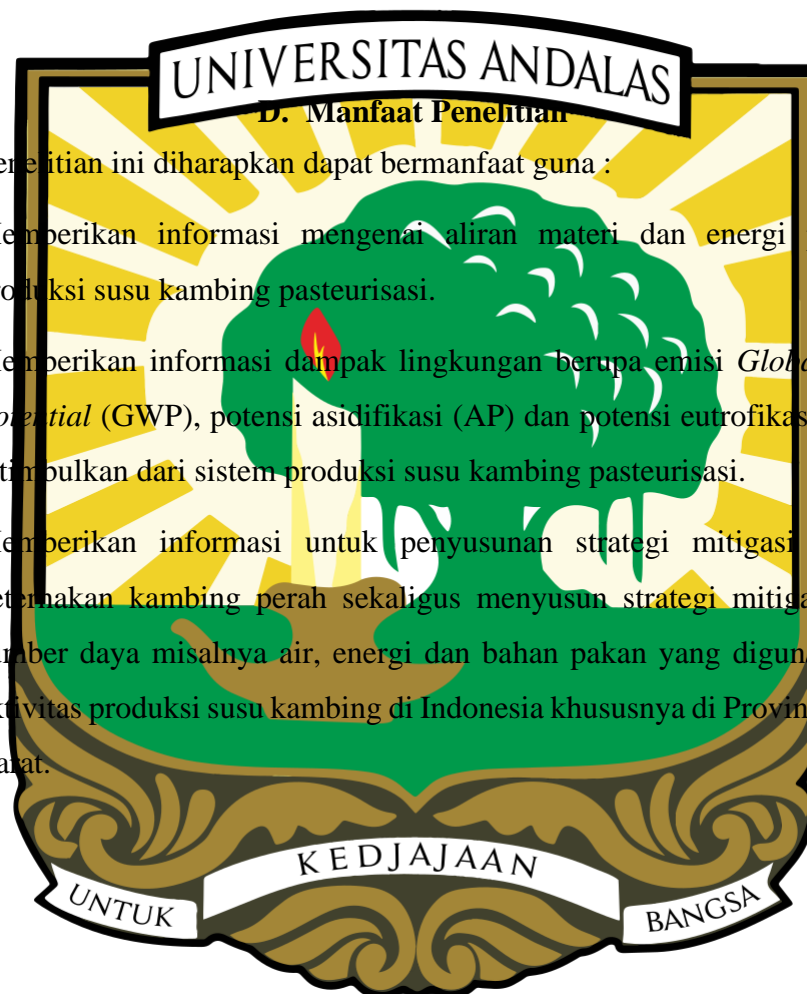 UNIVERSITAS ANDALAS
D. Manfaat Penelitian
enelitian ini diharapkan dapat bermanfaat guna :
emberikan informasi mengenai aliran materi dan energi
oduksi susu kambing pasteurisasi.
emberikan informasi dampak lingkungan berupa emisi Globa
otential (GWP), potensi asidifikasi (AP) dan potensi eutrofikas
timbulkan dari sistem produksi susu kambing pasteurisasi.
emberikan informasi untuk penyusunan strategi mitigasi
eternakan kambing perah sekaligus menyusun strategi mitiga
umber daya misalnya air, energi dan bahan pakan yang digun
ktivitas produksi susu kambing di Indonesia khususnya di Provin
arat.
KEDJAJAAN
UNTUK
BANGSA